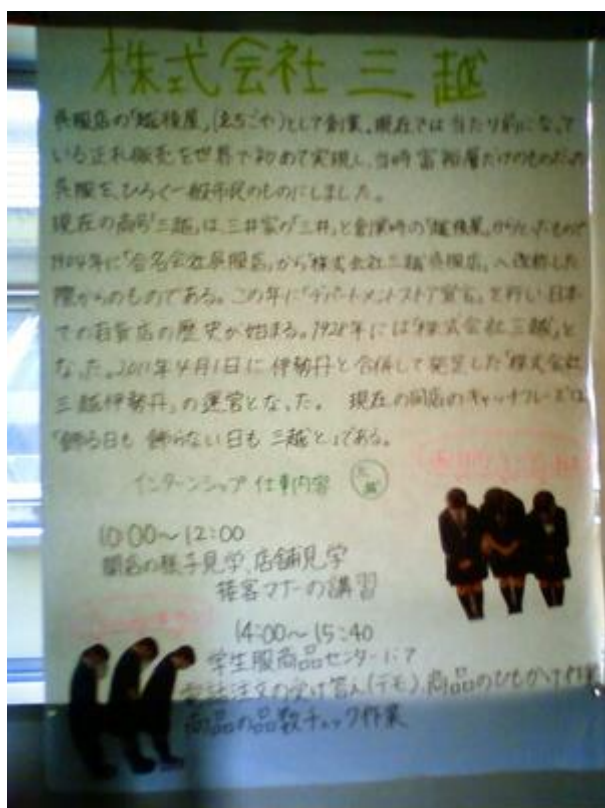 株式会社 三越
呉服店の「越後屋」(ゑちごや)として創業。現在では当たり前になって
いる正札販売を世界で初めて実現し、当時富裕層だけのものだった
呉服を、ひろく一般市民のものにしました。
現在の商号「三越」は、三井家の「三井」と創業時の「越後屋」からとったもので
1904年に「合名会社呉服店」から「株式会社三越呉服店」へ改称した
際からのものである。この年に「デパートメントストア宣言」を行い日本
での百貨店の歴史が始まる。1928年には「株式会社三越」と
なった。2011年4月1日に伊勢丹と合併して発足した「株式会社
三越伊勢丹」の運営となった。 現在の同店のキャッチフレーズは
「飾る日も 飾らない日も 三越と」である。
インターンシップ 仕事内容
10:00〜12:00
開店の様子見学、店舗見学
接客マナーの講習
14:00〜15:40
学生服商品センターにて
電話注文の受け答え(デモ)、商品のひもかけ作業
商品の品数チェック作業